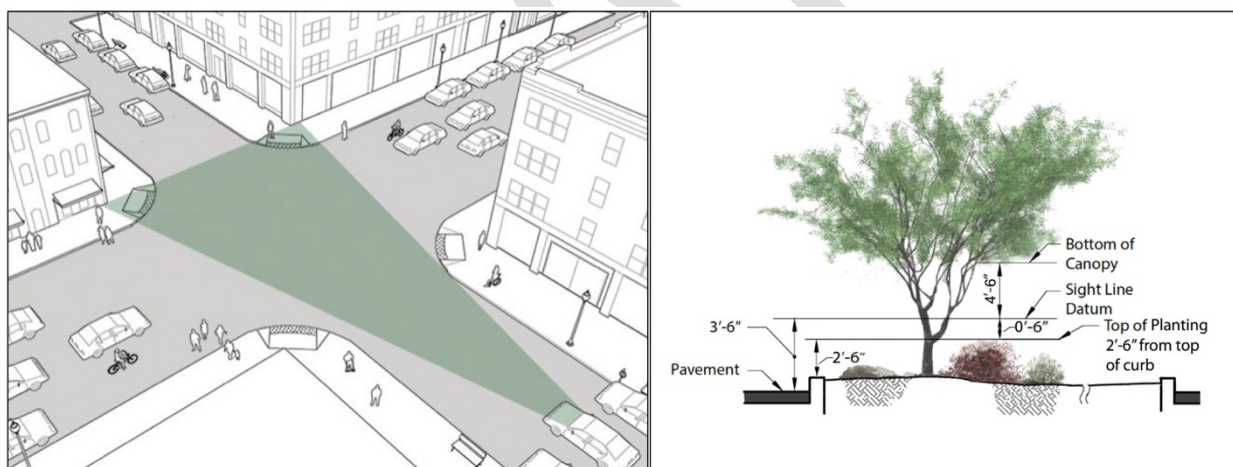 Bottom of
Canopy
4'-6"
Sight Line
Datum
3'-6"
0'-6"
Top of Planting
2'-6" from top
of curb
2'-6"
Pavement